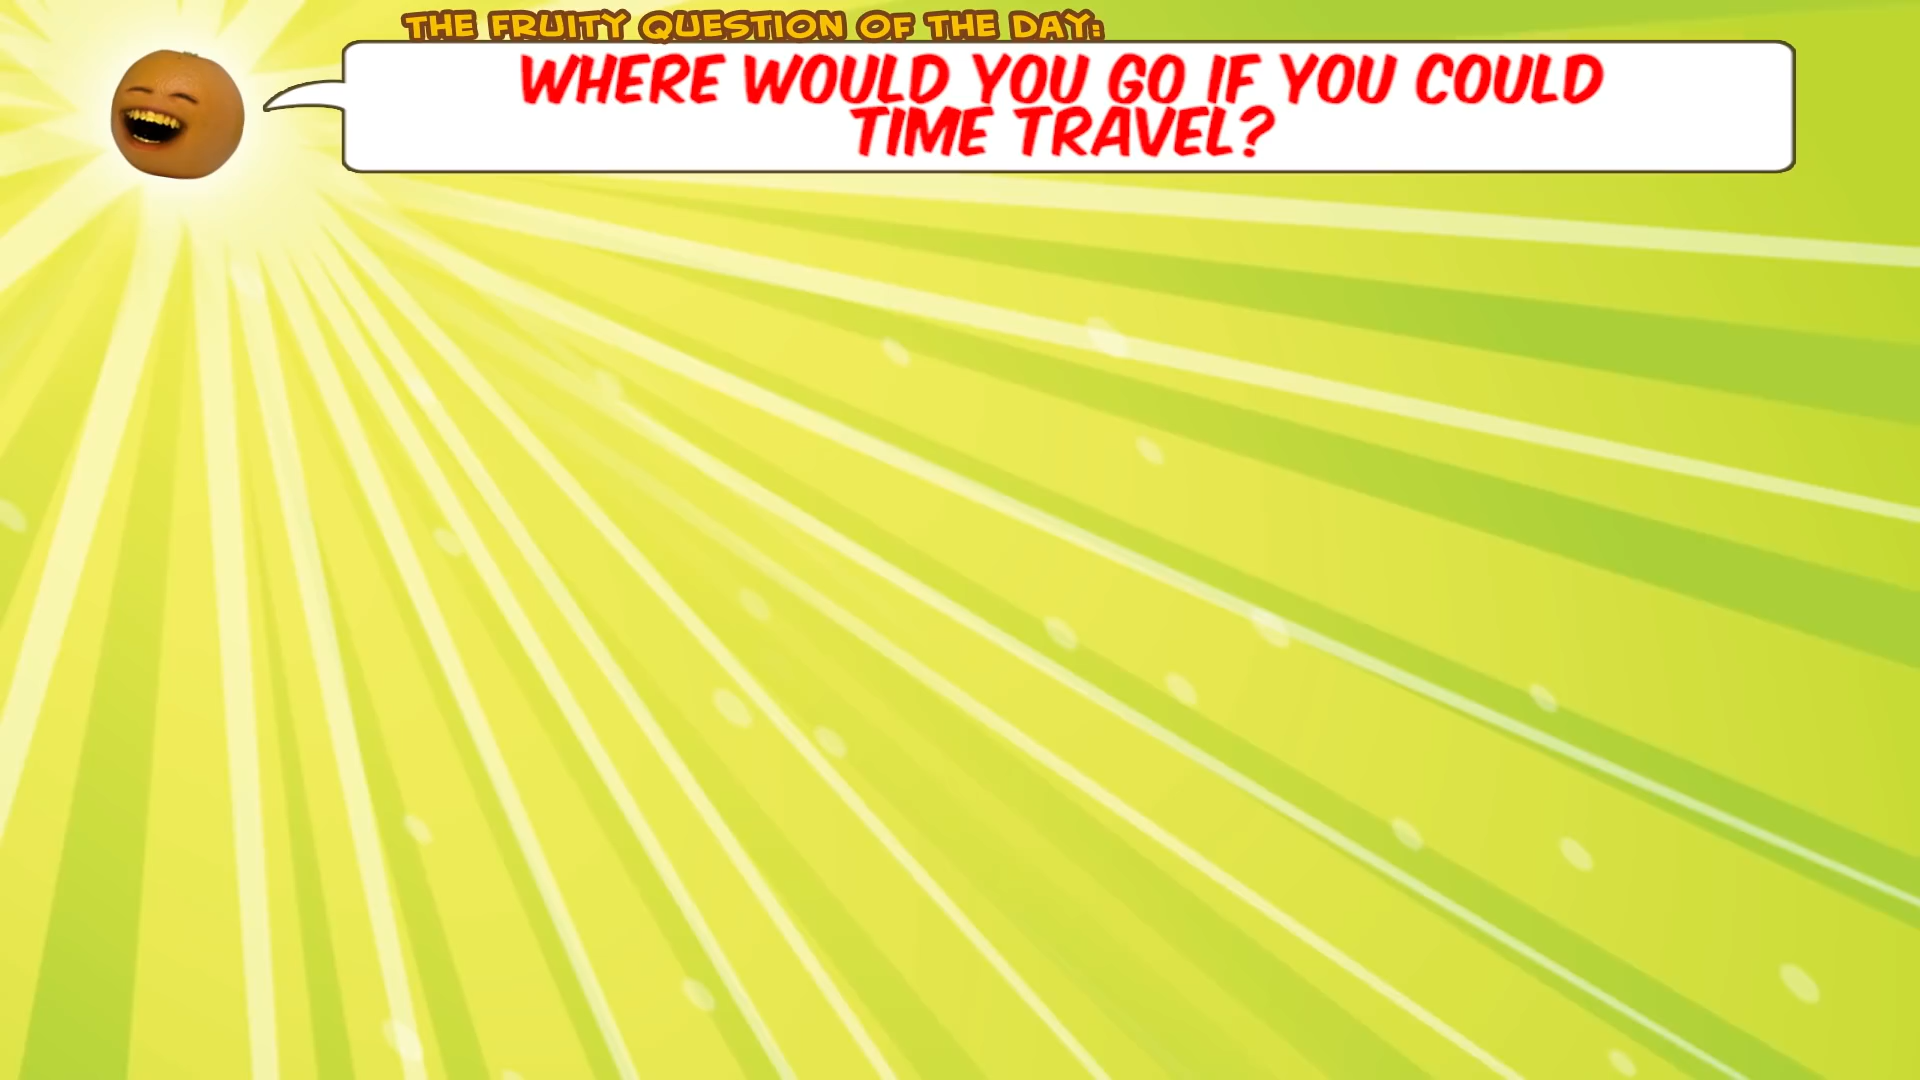 THE FRUITY QUESTION OF THE DAY:
WHERE WOULD YOU GO IF YOU COULD
TIME TRAVEL?